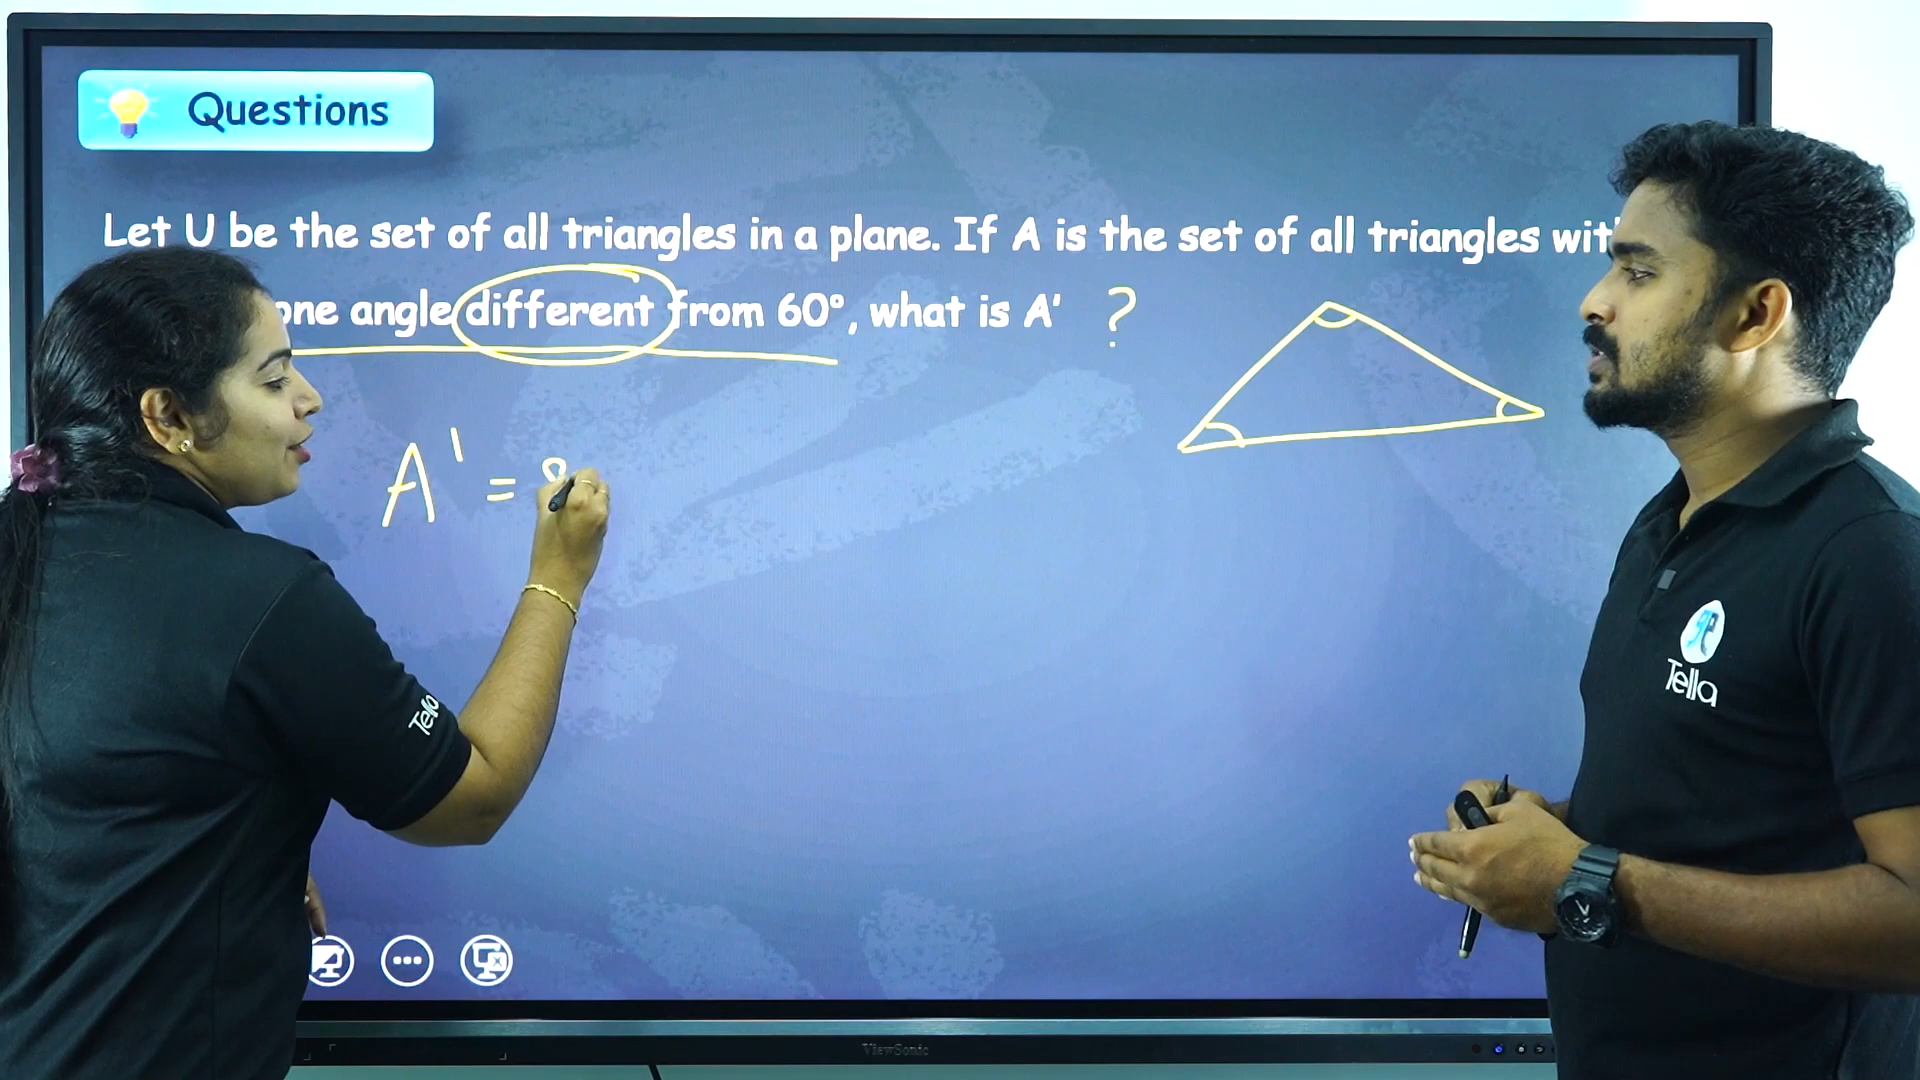 Questions
Let U be the set of all triangles in a plane. If A is the set of all triangles wit
one angle different from 60°, what is A' ?
A' =
Tella
Tella
ViewSonic